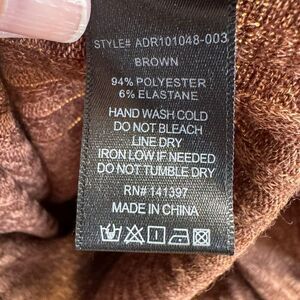 STYLE# ADR101048-003
BROWN
94% POLYESTER
6% ELASTANE
HAND WASH COLD
DO NOT BLEACH
LINE DRY
IRON LOW IF NEEDED
DO NOT TUMBLE DRY
RN# 141397
MADE IN CHINA